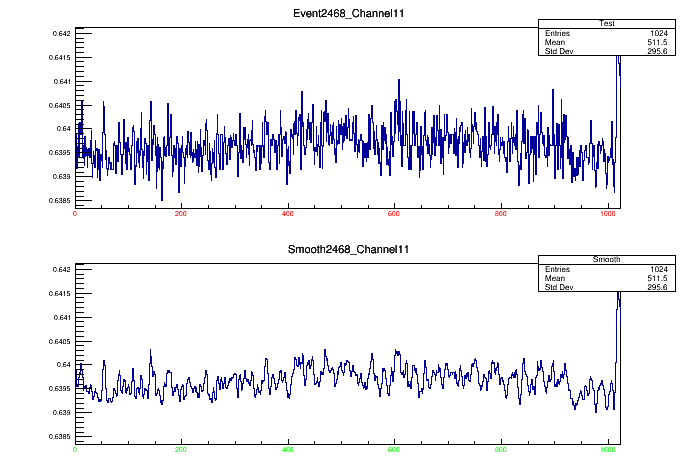 Event2468_Channel11
Test
Entries 1024
Mean 511.5
Std Dev 295.6
0.642
0.6415
0.641
0.6405
0.64
0.6395
0.639
0.6385
0 200 400 600 800 1000
Smooth2468_Channel11
Smooth
Entries 1024
Mean 511.5
Std Dev 295.6
0.642
0.6415
0.641
0.6405
0.64
0.6395
0.639
0.6385
0 200 400 600 800 1000